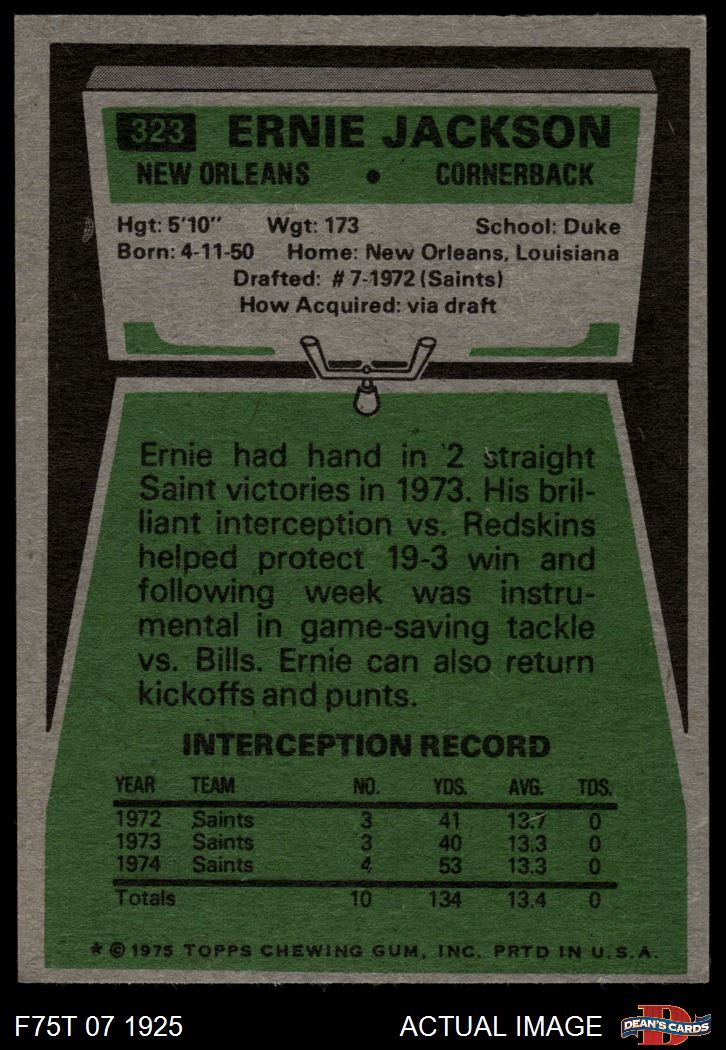 323 ERNIE JACKSON
NEW ORLEANS • CORNERBACK
Hgt: 5'10" Wgt: 173 School: Duke
Born: 4-11-50 Home: New Orleans, Louisiana
Drafted: #7-1972 (Saints)
How Acquired: via draft
Ernie had hand in 2 straight
Saint victories in 1973. His bril-
liant interception vs. Redskins
helped protect 19-3 win and
following week was instru-
mental in game-saving tackle
vs. Bills. Ernie can also return
kickoffs and punts.
INTERCEPTION RECORD
YEAR TEAM NO. YDS. AVG. TDS.
1972 Saints 3 41 13.7 0
1973 Saints 3 40 13.3 0
1974 Saints 4 53 13.3 0
Totals 10 134 13.4 0
* © 1975 TOPPS CHEWING GUM, INC. PRTD IN U.S.A.
F75T 07 1925 ACTUAL IMAGE D DEAN'S CARDS